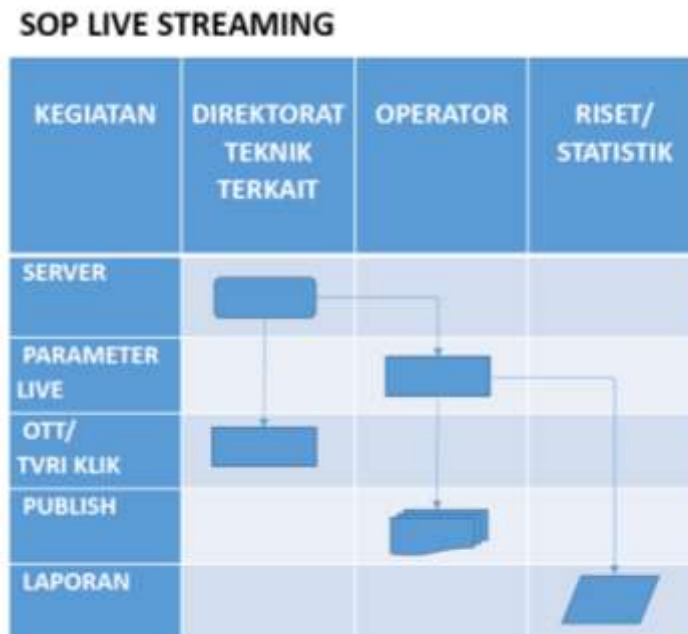 SOP LIVE STREAMING
KEGIATAN
DIREKTORAT
TEKNIK
TERKAIT
OPERATOR
RISET/
STATISTIK
SERVER
PARAMETER
LIVE
OTT/
TVRI KLIK
PUBLISH
LAPORAN